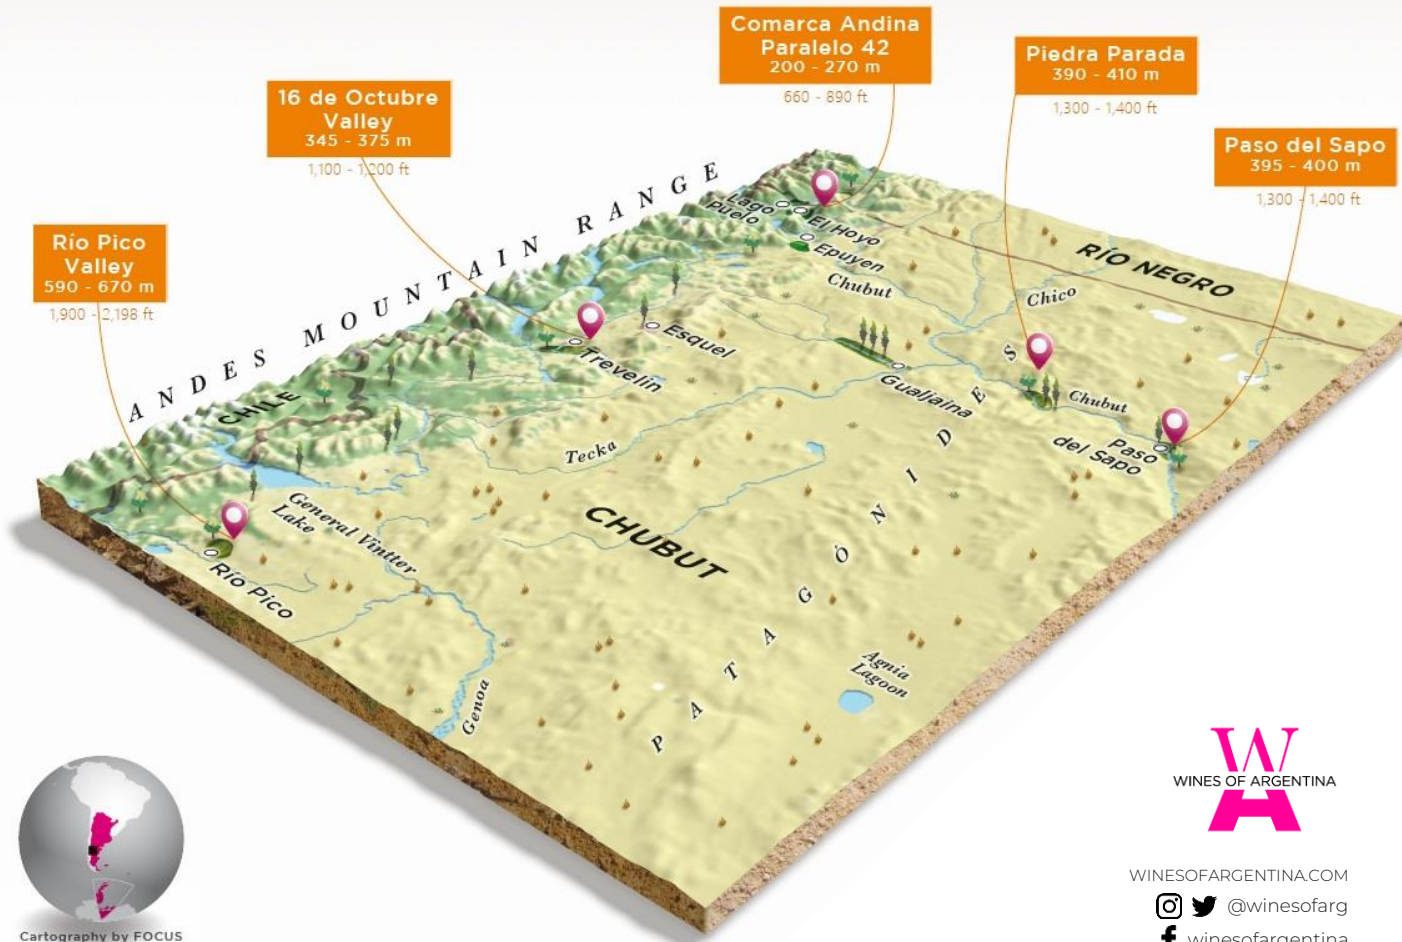 Comarca Andina
Paralelo 42
200 - 270 m
660 - 890 ft
Piedra Parada
390 - 410 m
1,300 - 1,400 ft
16 de Octubre
Valley
345 - 375 m
1,100 - 1,200 ft
Paso del Sapo
395 - 400 m
1,300 - 1,400 ft
Río Pico
Valley
590 - 670 m
1,900 - 2,198 ft
ANDES MOUNTAIN RANGE
CHILE
Lago
Puelo
El Hoyo
Epuyen
Chubut
Chico
RÍO NEGRO
Esquel
Trevelin
Gualjaina
Chubut
Paso
del Sapo
Tecka
General Vintter
Lake
CHUBUT
PATAGÓNIDES
Río Pico
Genoa
Agnia
Lagoon
W
WINES OF ARGENTINA
A
WINESOFARGENTINA.COM
@winesofarg
f winesofargentina
Cartography by FOCUS